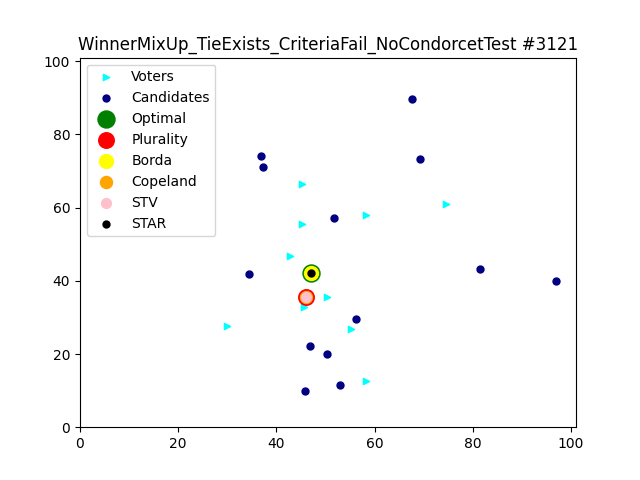 WinnerMixUp_TieExists_CriteriaFail_NoCondorcetTest #3121
Voters
Candidates
Optimal
Plurality
Borda
Copeland
STV
STAR
100
80
60
40
20
0
0 20 40 60 80 100